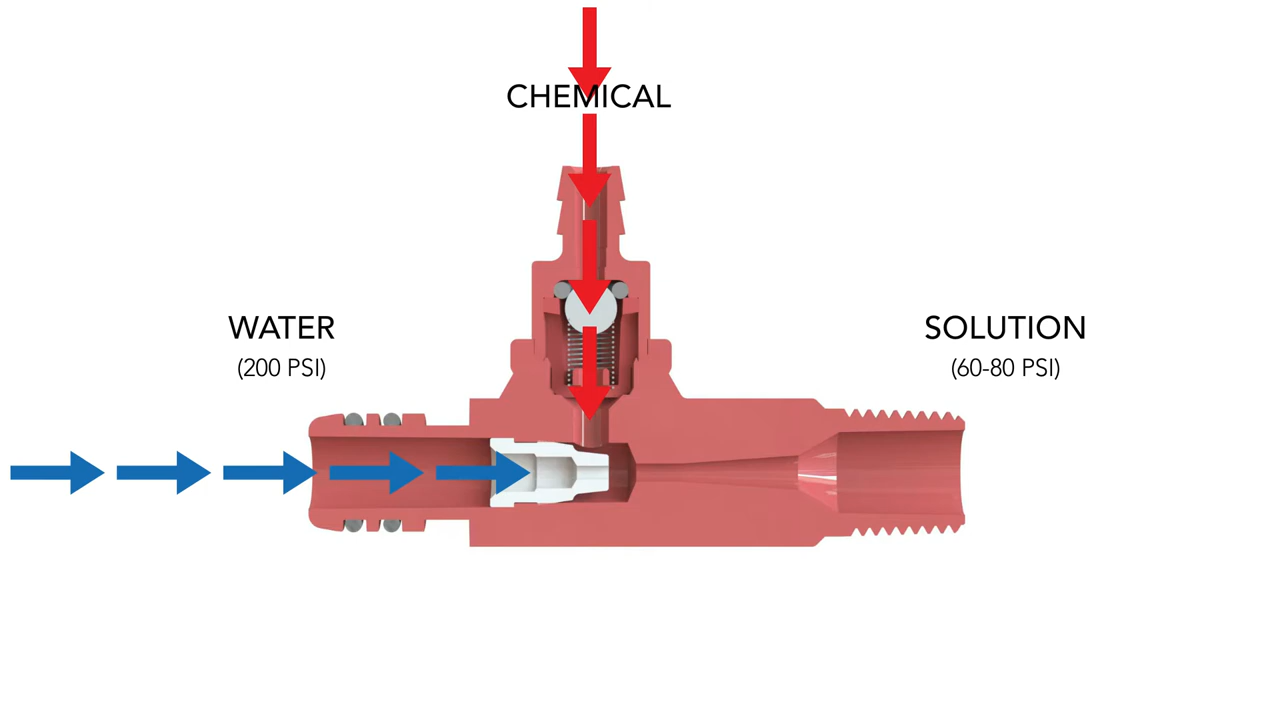 CHEMICAL
WATER
(200 PSI)
SOLUTION
(60-80 PSI)